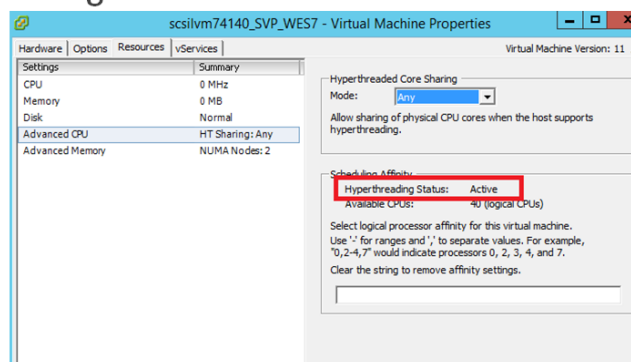 scsilvm74140_SVP_WES7 - Virtual Machine Properties
Hardware Options Resources vServices Virtual Machine Version: 11
Settings Summary
CPU 0 MHz
Memory 0 MB
Disk Normal
Advanced CPU HT Sharing: Any
Advanced Memory NUMA Nodes: 2
Hyperthreaded Core Sharing
Mode: Any
Allow sharing of physical CPU cores when the host supports
hyperthreading.
Scheduling Affinity
Hyperthreading Status: Active
Available CPUs: 40 (logical CPUs)
Select logical processor affinity for this virtual machine.
Use '-' for ranges and ',' to separate values. For example,
"0,2-4,7" would indicate processors 0, 2, 3, 4, and 7.
Clear the string to remove affinity settings.